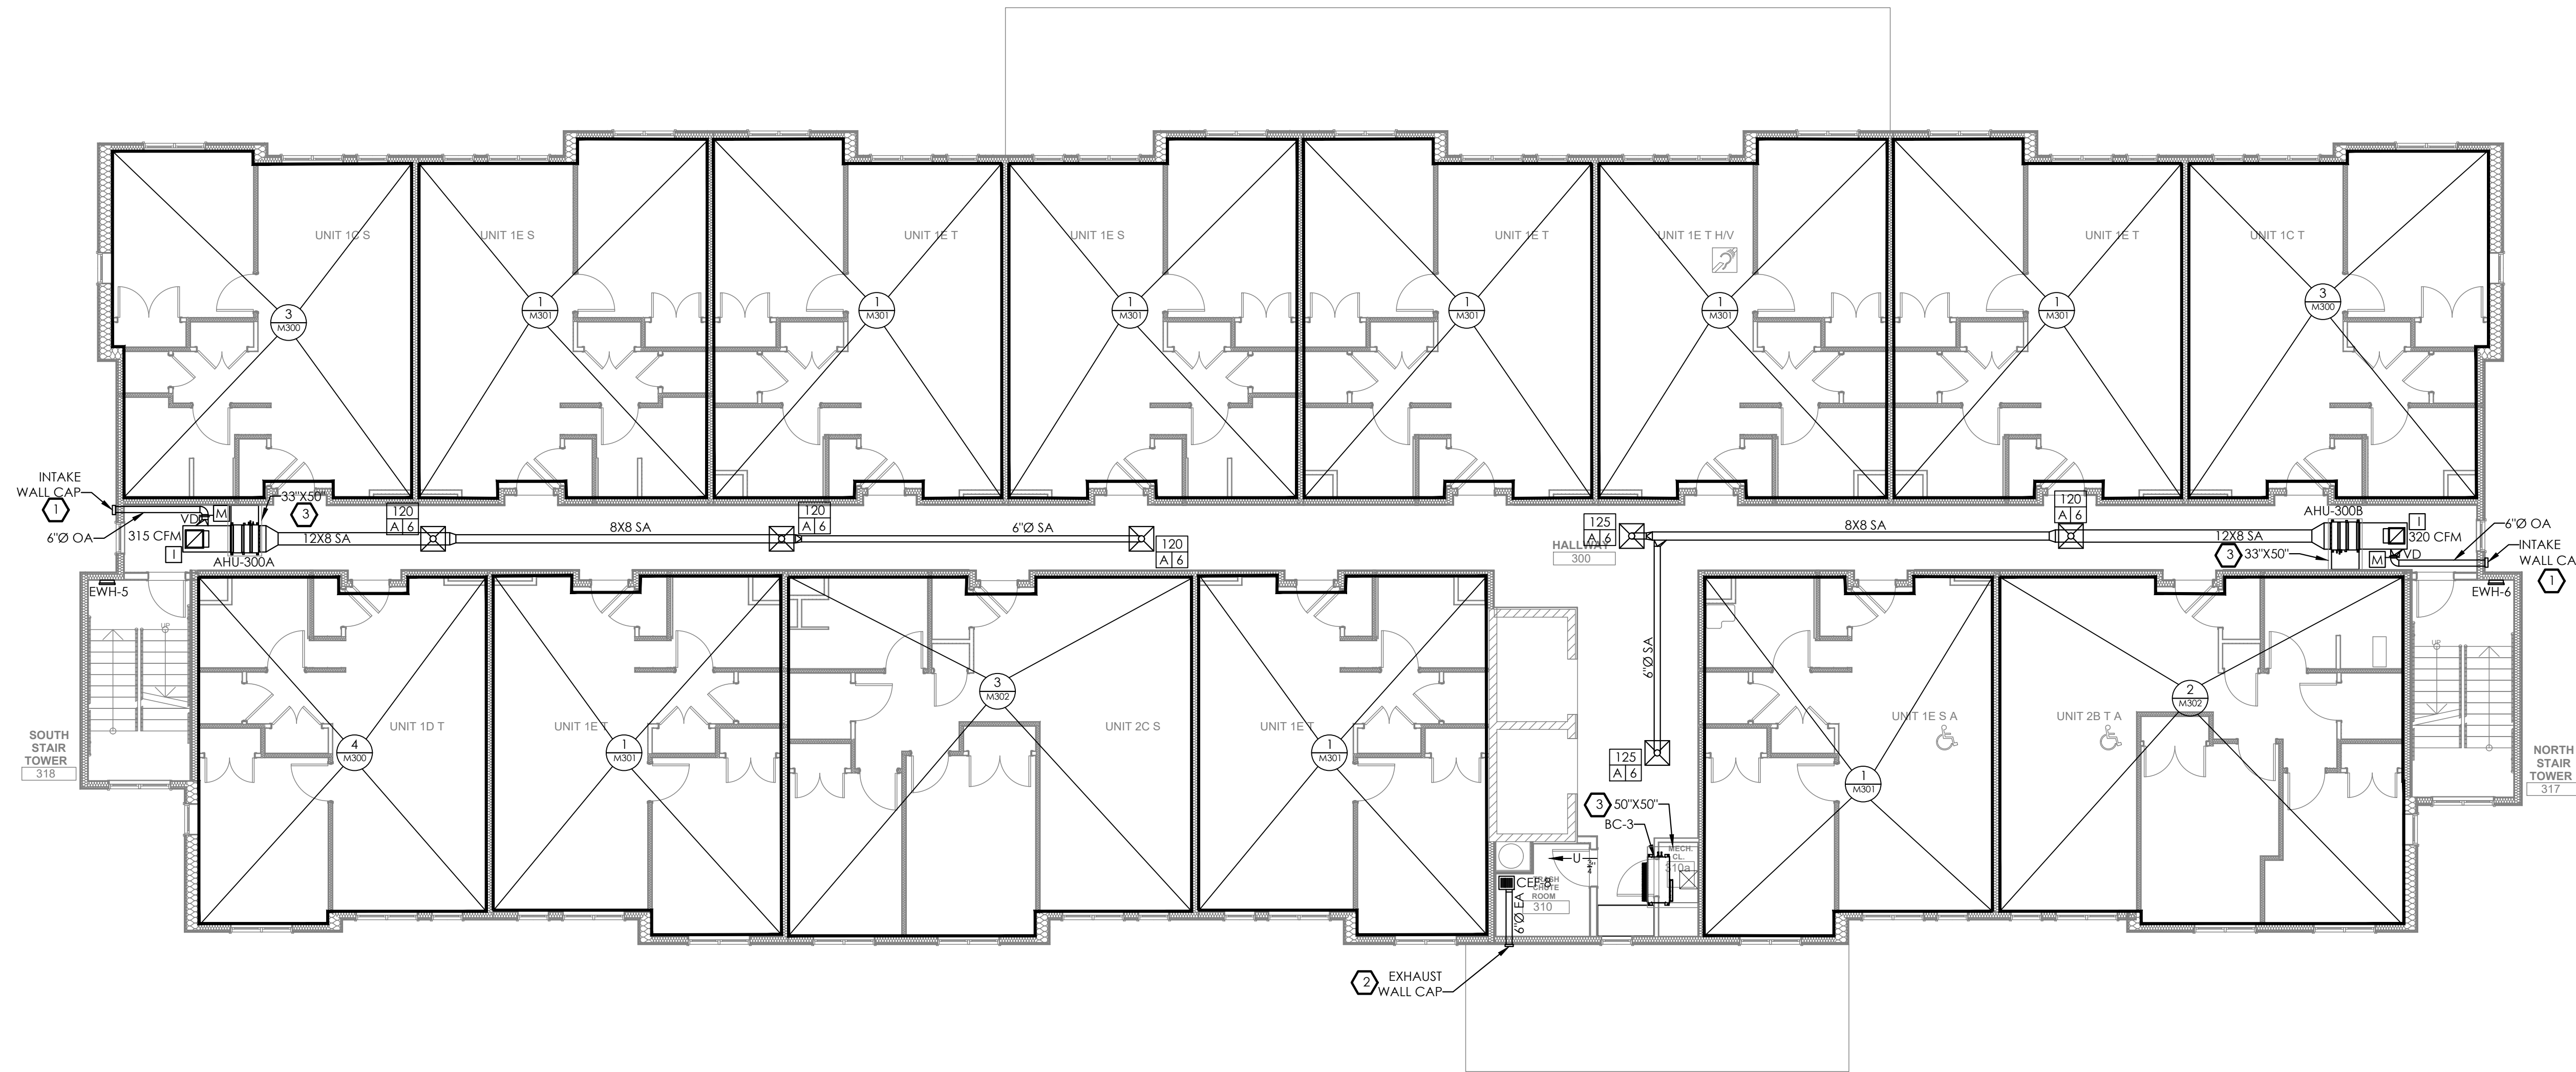 UNIT 1C S
UNIT 1E S
UNIT 1E T
UNIT 1E S
UNIT 1E T
UNIT 1E T H/V
UNIT 1E T
UNIT 1C T
3
M300
1
M301
1
M301
1
M301
1
M301
1
M301
1
M301
3
M300
INTAKE
WALL CAP
1
6"Ø OA
VD
M
315 CFM
I
AHU-300A
33"X50"
3
12X8 SA
120
A 6
8X8 SA
120
A 6
6"Ø SA
120
A 6
125
A 6
HALLWAY
300
8X8 SA
120
A 6
12X8 SA
AHU-300B
I
320 CFM
3
33"X50"
M
VD
6"Ø OA
INTAKE
WALL CA
1
EWH-5
EWH-6
UP
UP
SOUTH
STAIR
TOWER
318
UNIT 1D T
4
M300
UNIT 1E T
1
M301
3
M302
UNIT 2C S
UNIT 1E T
1
M301
6"Ø SA
125
A 6
3
50"X50"
BC-3
MECH.
CL.
310a
U
CEF-8
TRASH
CHUTE
ROOM
310
6"Ø EA
2
EXHAUST
WALL CAP
UNIT 1E S A
1
M301
UNIT 2B T A
2
M302
NORTH
STAIR
TOWER
317